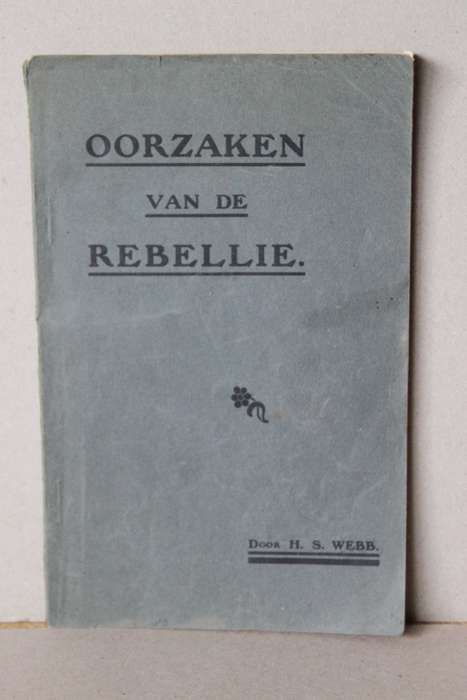 OORZAKEN
VAN DE
REBELLIE.
DOOR H. S. WEBB.